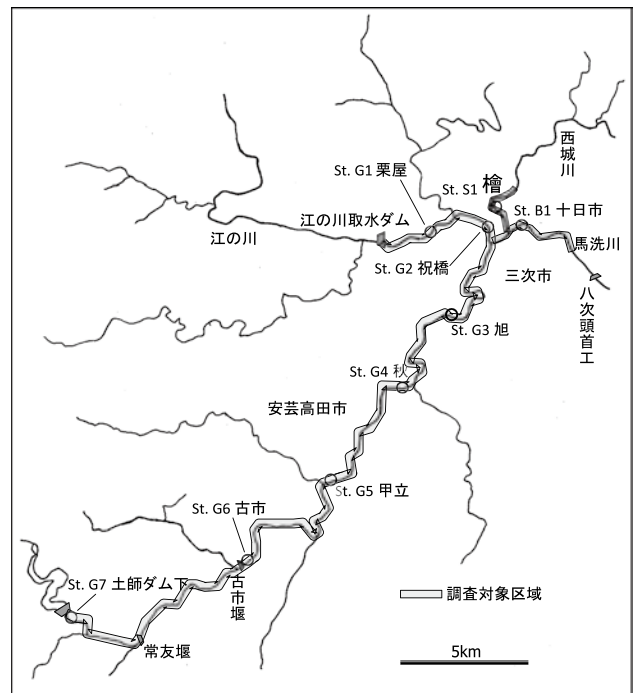 西城川
St. G1 栗屋
St. S1 檜
St. B1 十日市
江の川取水ダム
江の川
馬洗川
St. G2 祝橋
三次市
八次頭首工
St. G3 旭
St. G4 秋
安芸高田市
St. G5 甲立
St. G6 古市
古市堰
St. G7 土師ダム下
調査対象区域
常友堰
5km